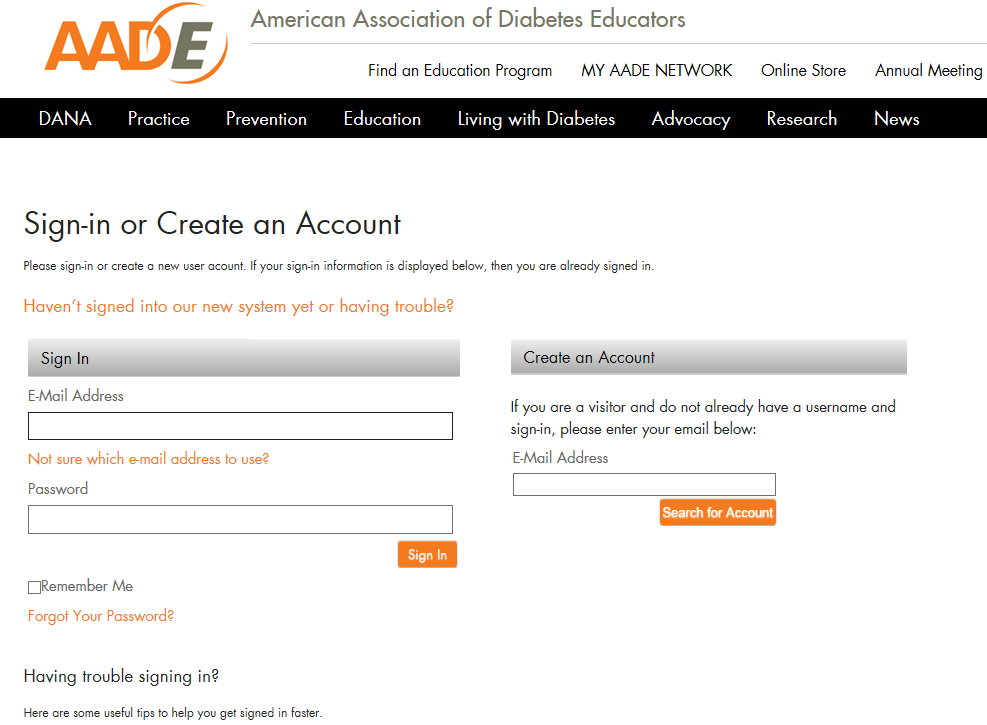 AADE
American Association of Diabetes Educators
Find an Education Program MY AADE NETWORK Online Store Annual Meeting
DANA Practice Prevention Education Living with Diabetes Advocacy Research News
Sign-in or Create an Account
Please sign-in or create a new user acount. If your sign-in information is displayed below, then you are already signed in.
Haven't signed into our new system yet or having trouble?
Sign In
E-Mail Address
Not sure which e-mail address to use?
Password
Sign In
Remember Me
Forgot Your Password?
Create an Account
If you are a visitor and do not already have a username and
sign-in, please enter your email below:
E-Mail Address
Search for Account
Having trouble signing in?
Here are some useful tips to help you get signed in faster.